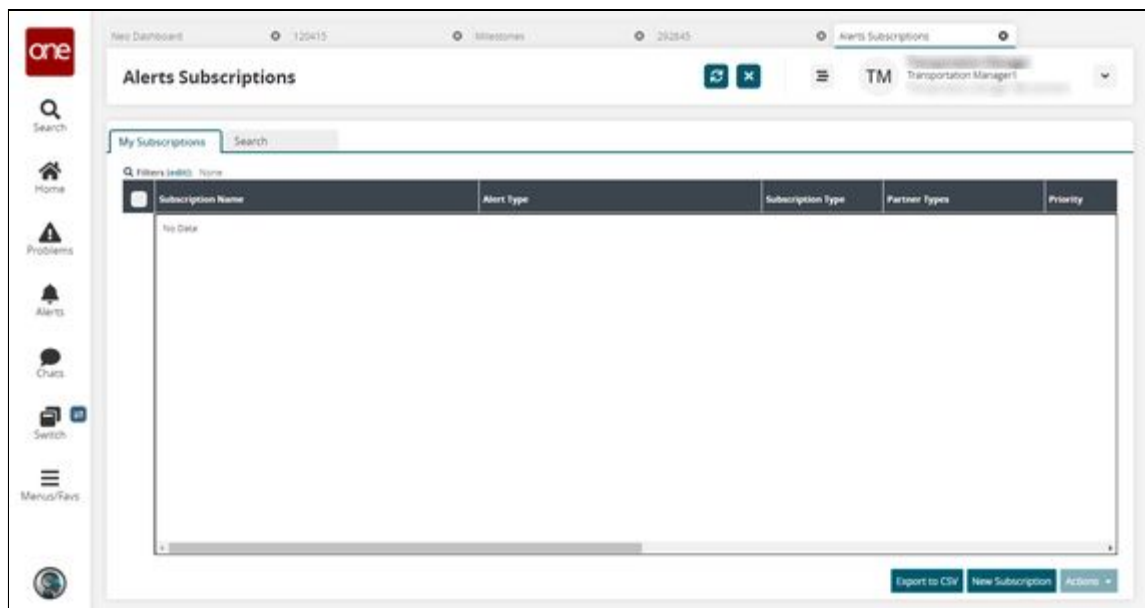 one
Neo Dashboard 120415 Milestones 292845 Alerts Subscriptions
Alerts Subscriptions
TM Transportation Manager1
Search
Home
Problems
Alerts
Chats
Switch
Menus/Favs
My Subscriptions Search
Filters (edit): None
Subscription Name Alert Type Subscription Type Partner Types Priority
No Data
Export to CSV New Subscription Actions